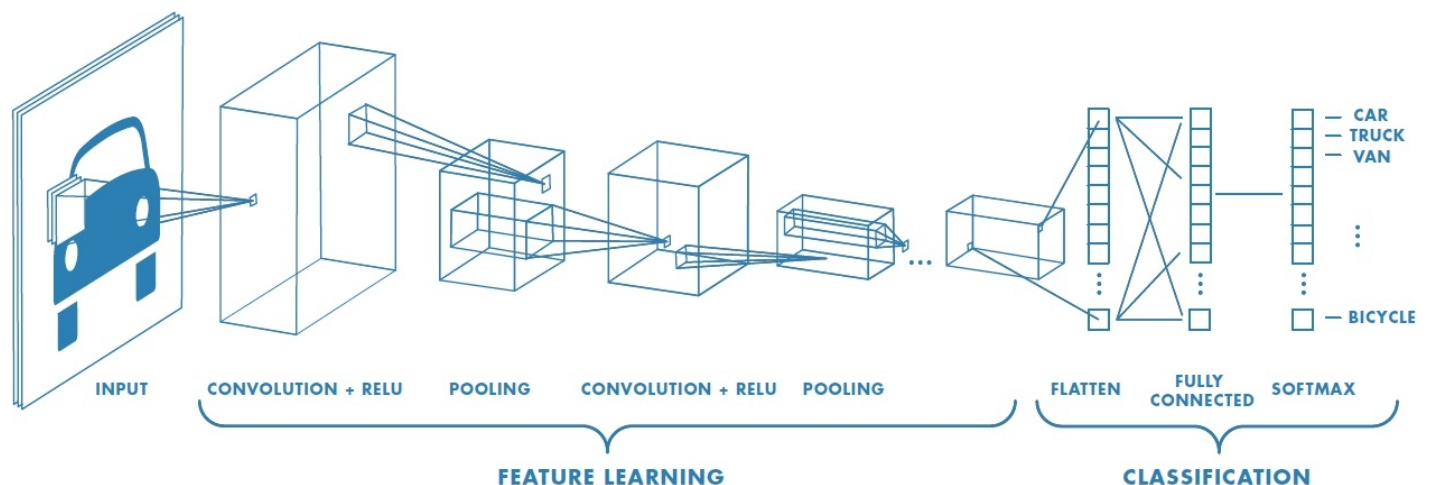 CAR
TRUCK
VAN
BICYCLE
INPUT
CONVOLUTION + RELU
POOLING
CONVOLUTION + RELU
POOLING
FLATTEN
FULLY
CONNECTED
SOFTMAX
FEATURE LEARNING
CLASSIFICATION